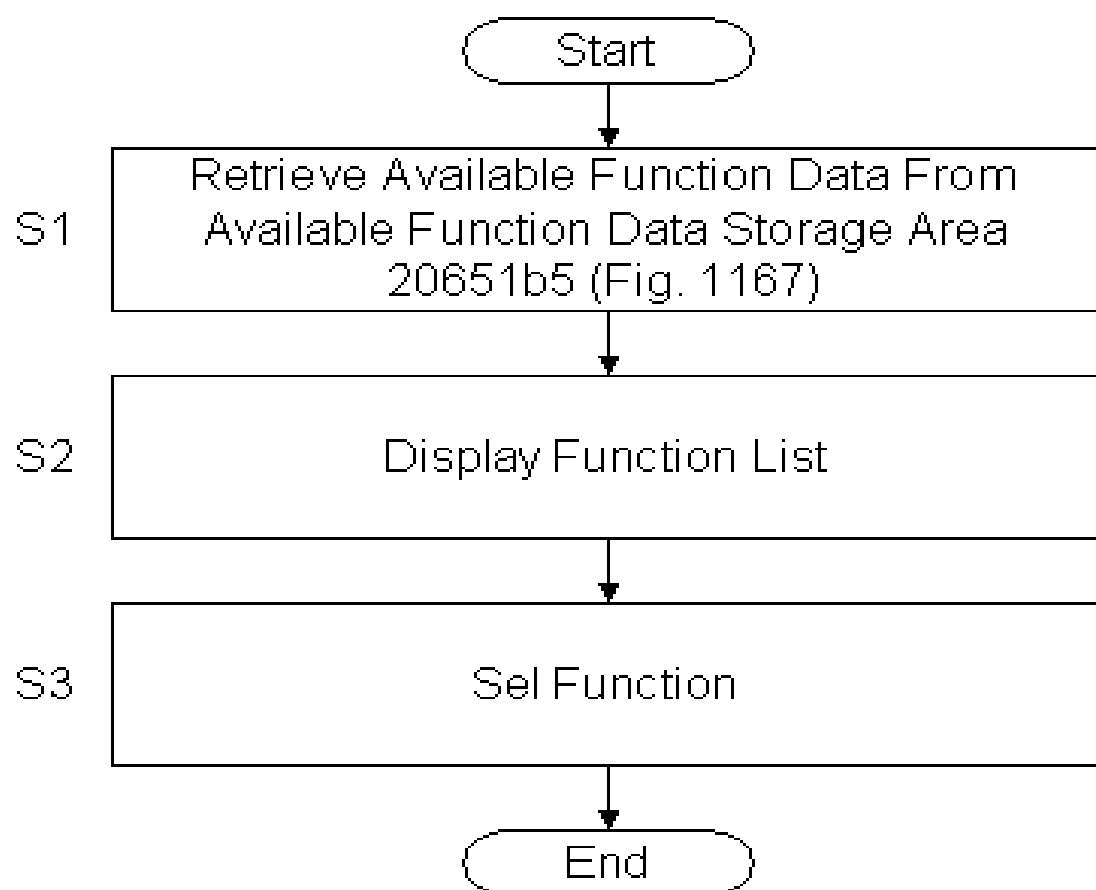 Start
S1
Retrieve Available Function Data From
Available Function Data Storage Area
20651b5 (Fig. 1167)
S2
Display Function List
S3
Sel Function
End